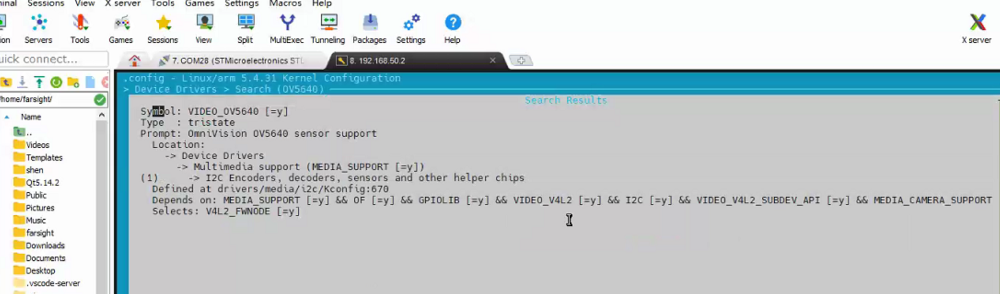 ninal Sessions View X server Tools Games Settings Macros Help
ion Servers Tools Games Sessions View Split MultiExec Tunneling Packages Settings Help X server
uick connect... 7. COM28 (STMicroelectronics STL 8. 192.168.50.2
/home/farsight/
Name
..
Videos
Templates
shen
Qt5.14.2
Public
Pictures
Music
farsight
Downloads
Documents
Desktop
.vscode-server
.config - Linux/arm 5.4.31 Kernel Configuration
> Device Drivers > Search (OV5640)
Search Results
Symbol: VIDEO_OV5640 [=y]
Type : tristate
Prompt: OmniVision OV5640 sensor support
Location:
-> Device Drivers
-> Multimedia support (MEDIA_SUPPORT [=y])
(1) -> I2C Encoders, decoders, sensors and other helper chips
Defined at drivers/media/i2c/Kconfig:670
Depends on: MEDIA_SUPPORT [=y] && OF [=y] && GPIOLIB [=y] && VIDEO_V4L2 [=y] && I2C [=y] && VIDEO_V4L2_SUBDEV_API [=y] && MEDIA_CAMERA_SUPPORT
Selects: V4L2_FWNODE [=y]